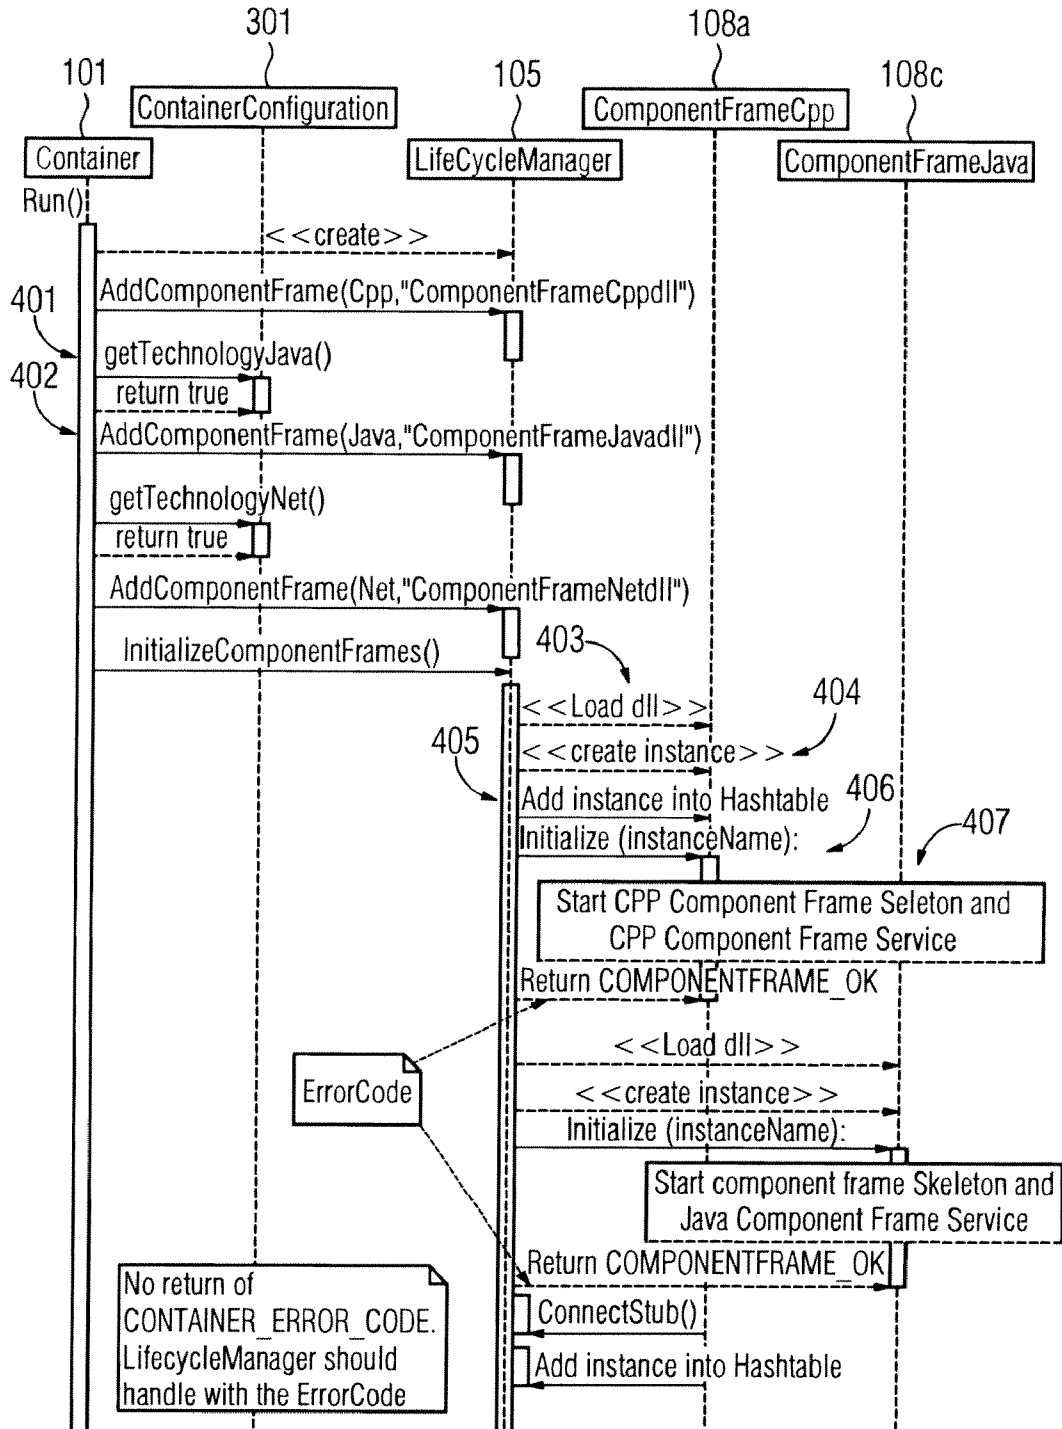 301
108a
101
105
108c
ContainerConfiguration
ComponentFrameCpp
Container
LifeCycleManager
ComponentFrameJava
Run()
<<create>>
401
AddComponentFrame(Cpp,"ComponentFrameCppdll")
getTechnologyJava()
402
return true
AddComponentFrame(Java,"ComponentFrameJavadll")
getTechnologyNet()
return true
AddComponentFrame(Net,"ComponentFrameNetdll")
InitializeComponentFrames()
403
<<Load dll>>
404
405
<<create instance>>
Add instance into Hashtable
406
Initialize (instanceName):
407
Start CPP Component Frame Seleton and
CPP Component Frame Service
Return COMPONENTFRAME_OK
<<Load dll>>
ErrorCode
<<create instance>>
Initialize (instanceName):
Start component frame Skeleton and
Java Component Frame Service
Return COMPONENTFRAME_OK
No return of
CONTAINER_ERROR_CODE.
LifecycleManager should
handle with the ErrorCode
ConnectStub()
Add instance into Hashtable